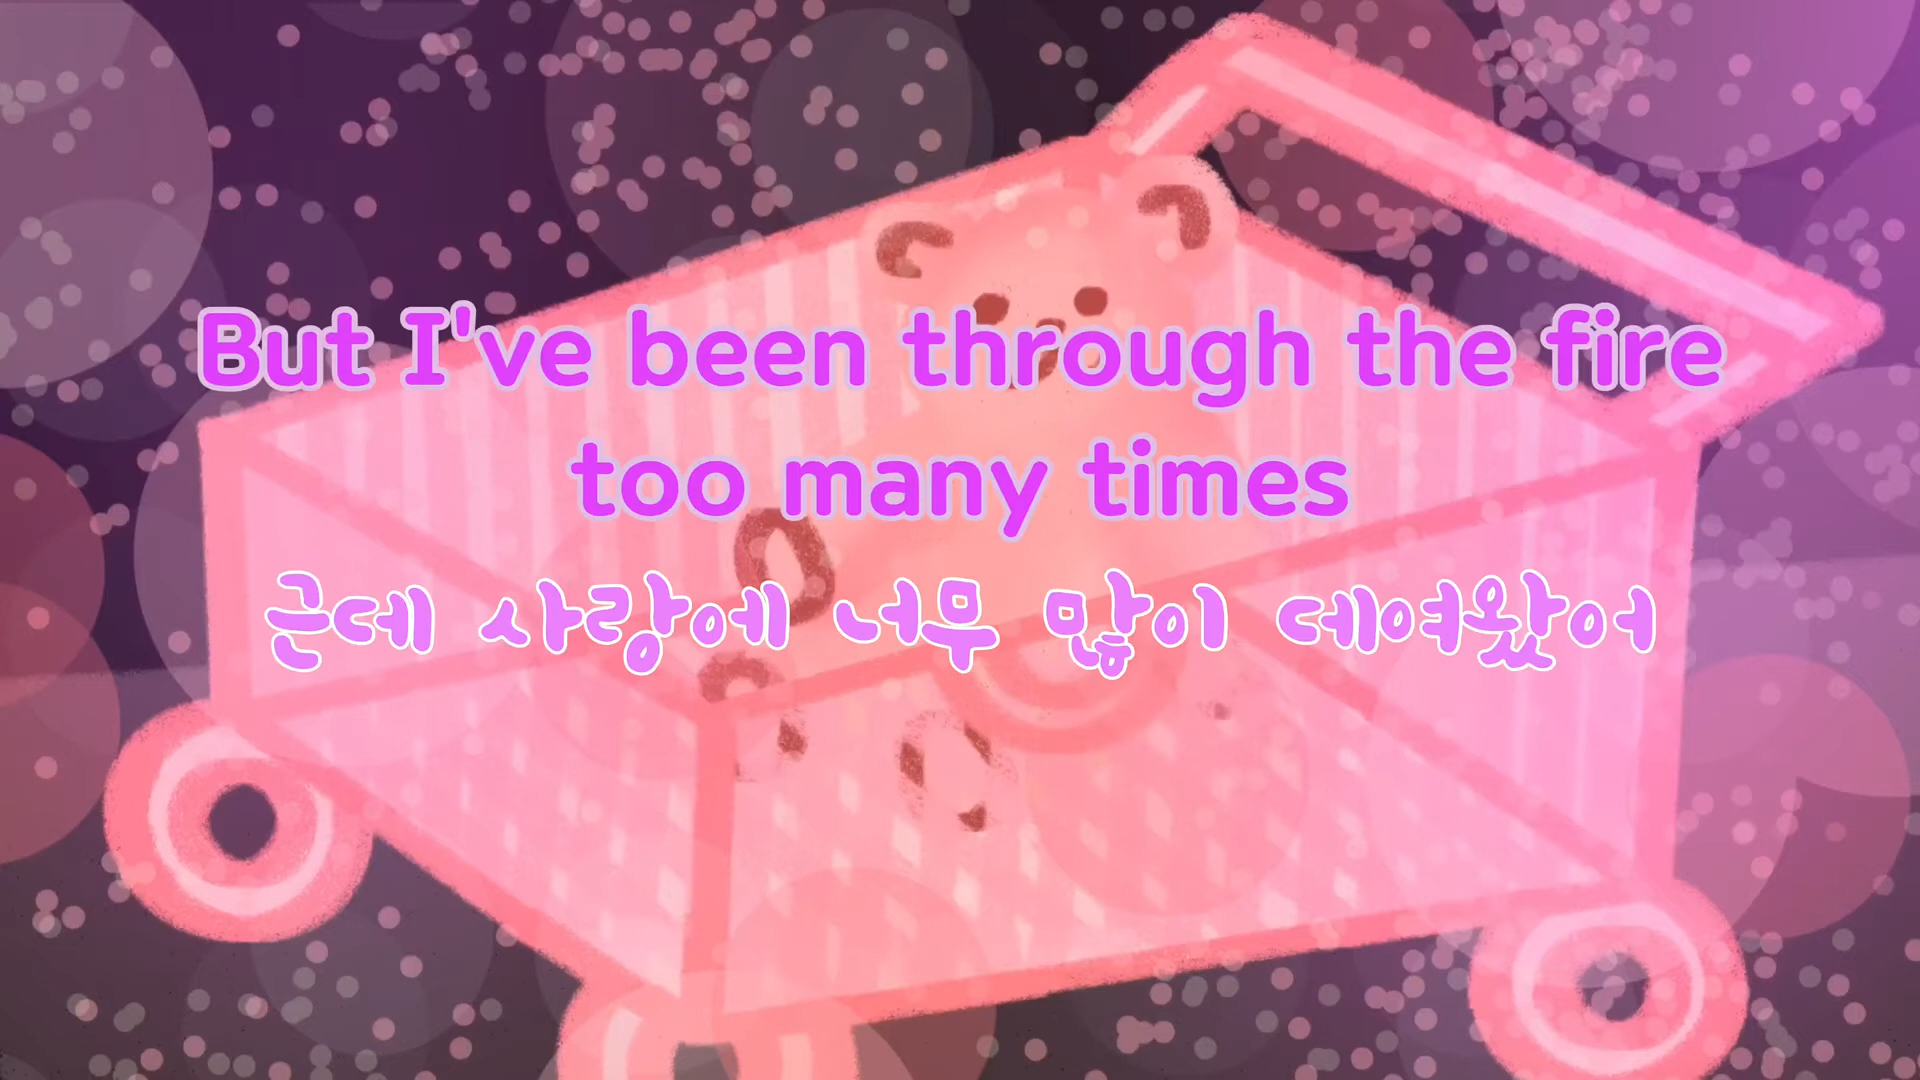 But I've been through the fire
too many times
근데 사랑에 너무 많이 데여왔어